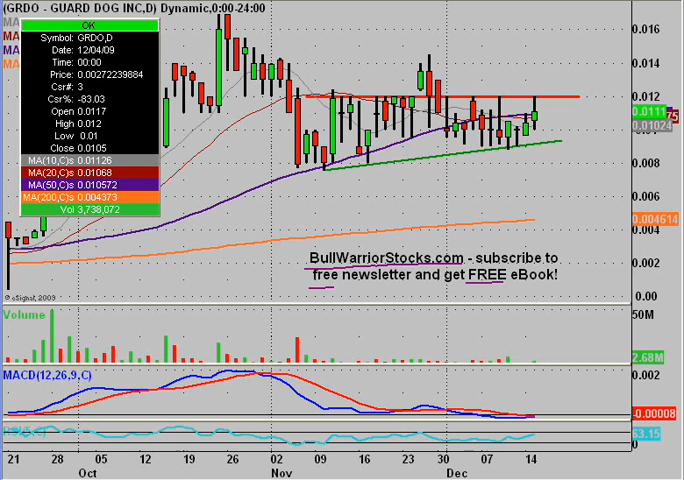 (GRDO - GUARD DOG INC,D) Dynamic,0:00-24:00
OK
Symbol: GRDO,D
Date: 12/04/09
Time: 00:00
Price: 0.00272239884
Csr#: 3
Csr%: -83.03
Open 0.0117
High 0.012
Low 0.01
Close 0.0105
MA(10,C)s 0.01126
MA(20,C)s 0.01068
MA(50,C)s 0.010572
MA(200,C)s 0.004373
Vol 3,738,072
MA
MA
MA
MA
0.016
0.014
0.012
0.0111
75
0.01024
0.008
0.006
0.004614
0.004
0.002
0.00
BullWarriorStocks.com - subscribe to
free newsletter and get FREE eBook!
© eSignal, 2009
Volume
50M
2.68M
MACD(12,26,9,C)
0.002
-0.00008
53.15
0
21 28 05 12 19 26 02 09 16 23 30 07 14
Oct Nov Dec